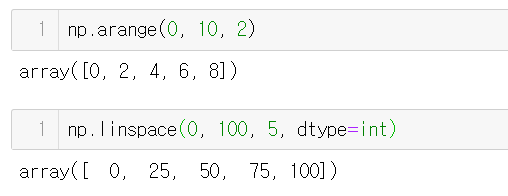 1 np.arange(0, 10, 2)
array([0, 2, 4, 6, 8])
1 np.linspace(0, 100, 5, dtype=int)
array([  0,  25,  50,  75, 100])